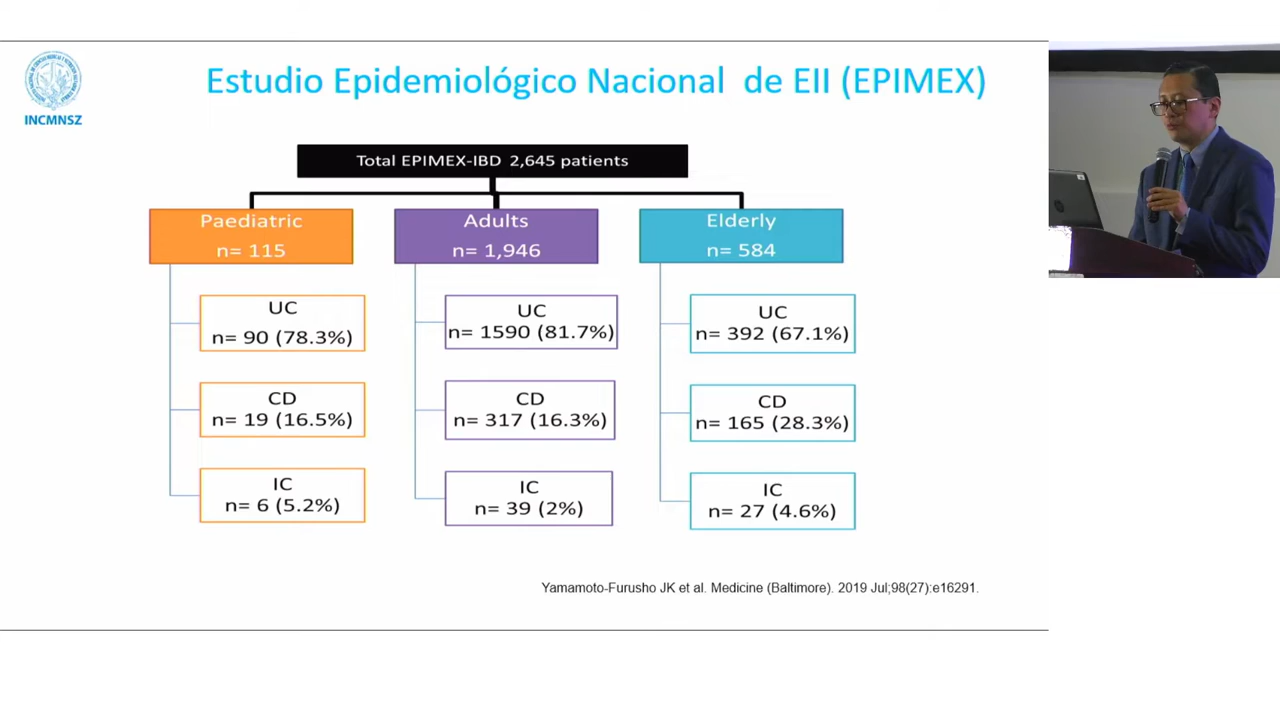 Estudio Epidemiológico Nacional de EII (EPIMEX)
INCMNSZ
Total EPIMEX-IBD 2,645 patients
Paediatric
n= 115
UC
n= 90 (78.3%)
CD
n= 19 (16.5%)
IC
n= 6 (5.2%)
Adults
n= 1,946
UC
n= 1590 (81.7%)
CD
n= 317 (16.3%)
IC
n= 39 (2%)
Elderly
n= 584
UC
n= 392 (67.1%)
CD
n= 165 (28.3%)
IC
n= 27 (4.6%)
Yamamoto-Furusho JK et al. Medicine (Baltimore). 2019 Jul;98(27):e16291.